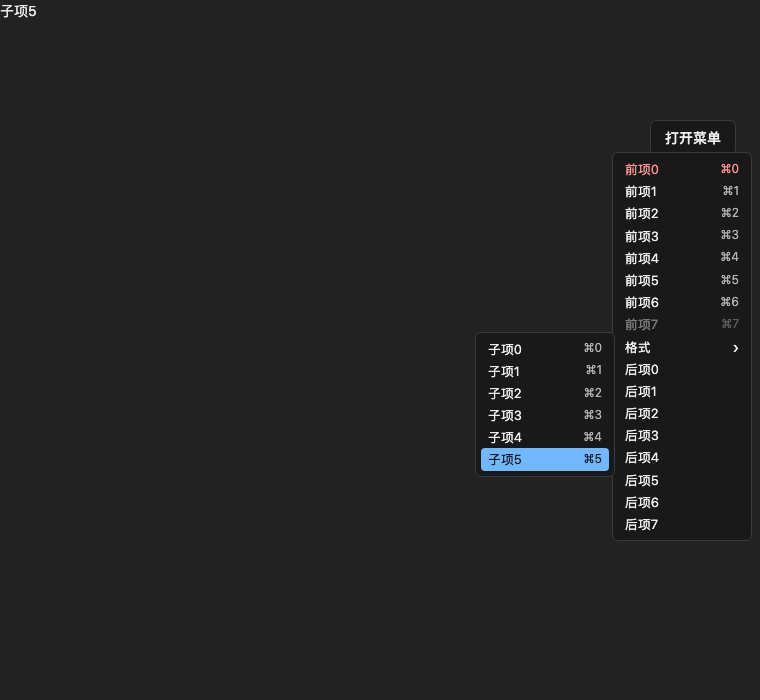 子项5
打开菜单
前项0 ⌘0
前项1 ⌘1
前项2 ⌘2
前项3 ⌘3
前项4 ⌘4
前项5 ⌘5
前项6 ⌘6
前项7 ⌘7
格式 ›
后项0
后项1
后项2
后项3
后项4
后项5
后项6
后项7
子项0 ⌘0
子项1 ⌘1
子项2 ⌘2
子项3 ⌘3
子项4 ⌘4
子项5 ⌘5